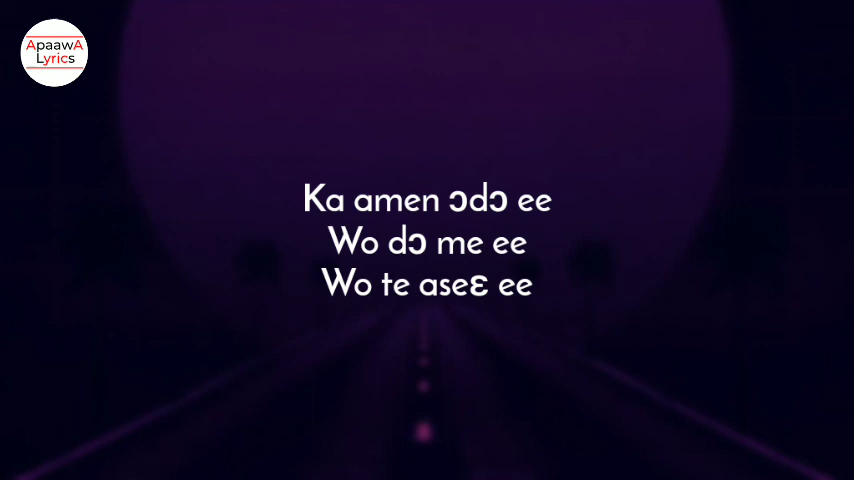 ApaawA
Lyrics
Ka amen ɔdɔ ee
Wo dɔ me ee
Wo te aseɛ ee